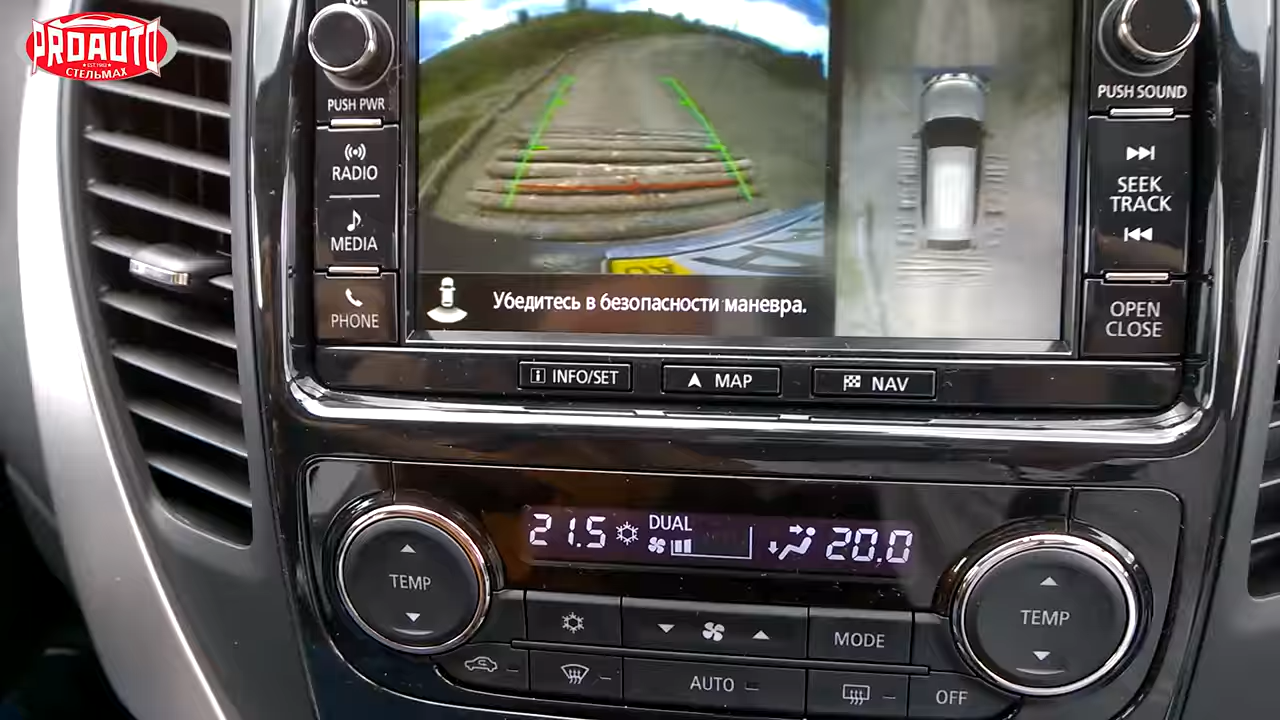 PROAUTO
СТЕЛЬМАХ
VOL
PUSH PWR
RADIO
MEDIA
PHONE
Убедитесь в безопасности маневра.
PUSH SOUND
SEEK
TRACK
OPEN
CLOSE
INFO/SET
MAP
NAV
21.5
DUAL
20.0
TEMP
TEMP
MODE
AUTO
OFF